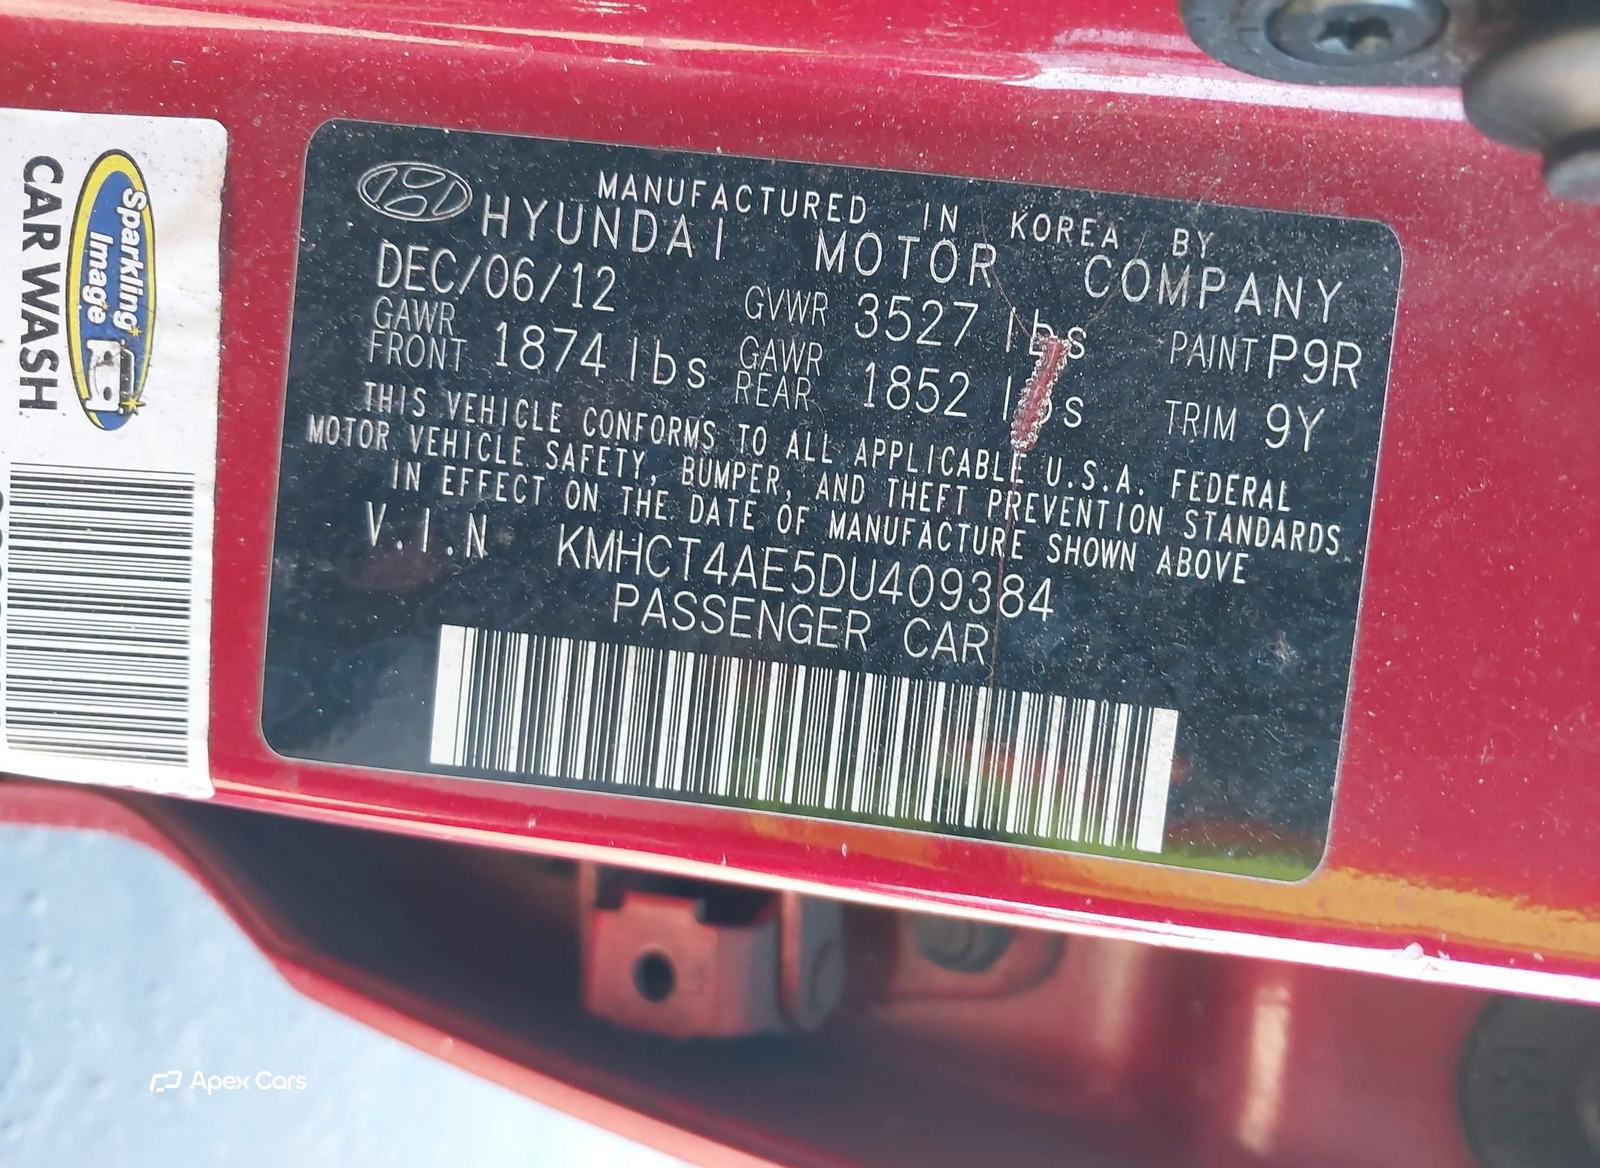 MANUFACTURED IN KOREA BY
HYUNDAI MOTOR COMPANY
DEC/06/12 GVWR 3527 lbs PAINT P9R
GAWR FRONT 1874 lbs GAWR REAR 1852 lbs TRIM 9Y
THIS VEHICLE CONFORMS TO ALL APPLICABLE U.S.A. FEDERAL
MOTOR VEHICLE SAFETY, BUMPER, AND THEFT PREVENTION STANDARDS
IN EFFECT ON THE DATE OF MANUFACTURE SHOWN ABOVE
V.I.N KMHCT4AE5DU409384
PASSENGER CAR
Sparkling
Image
CAR WASH
Apex Cars